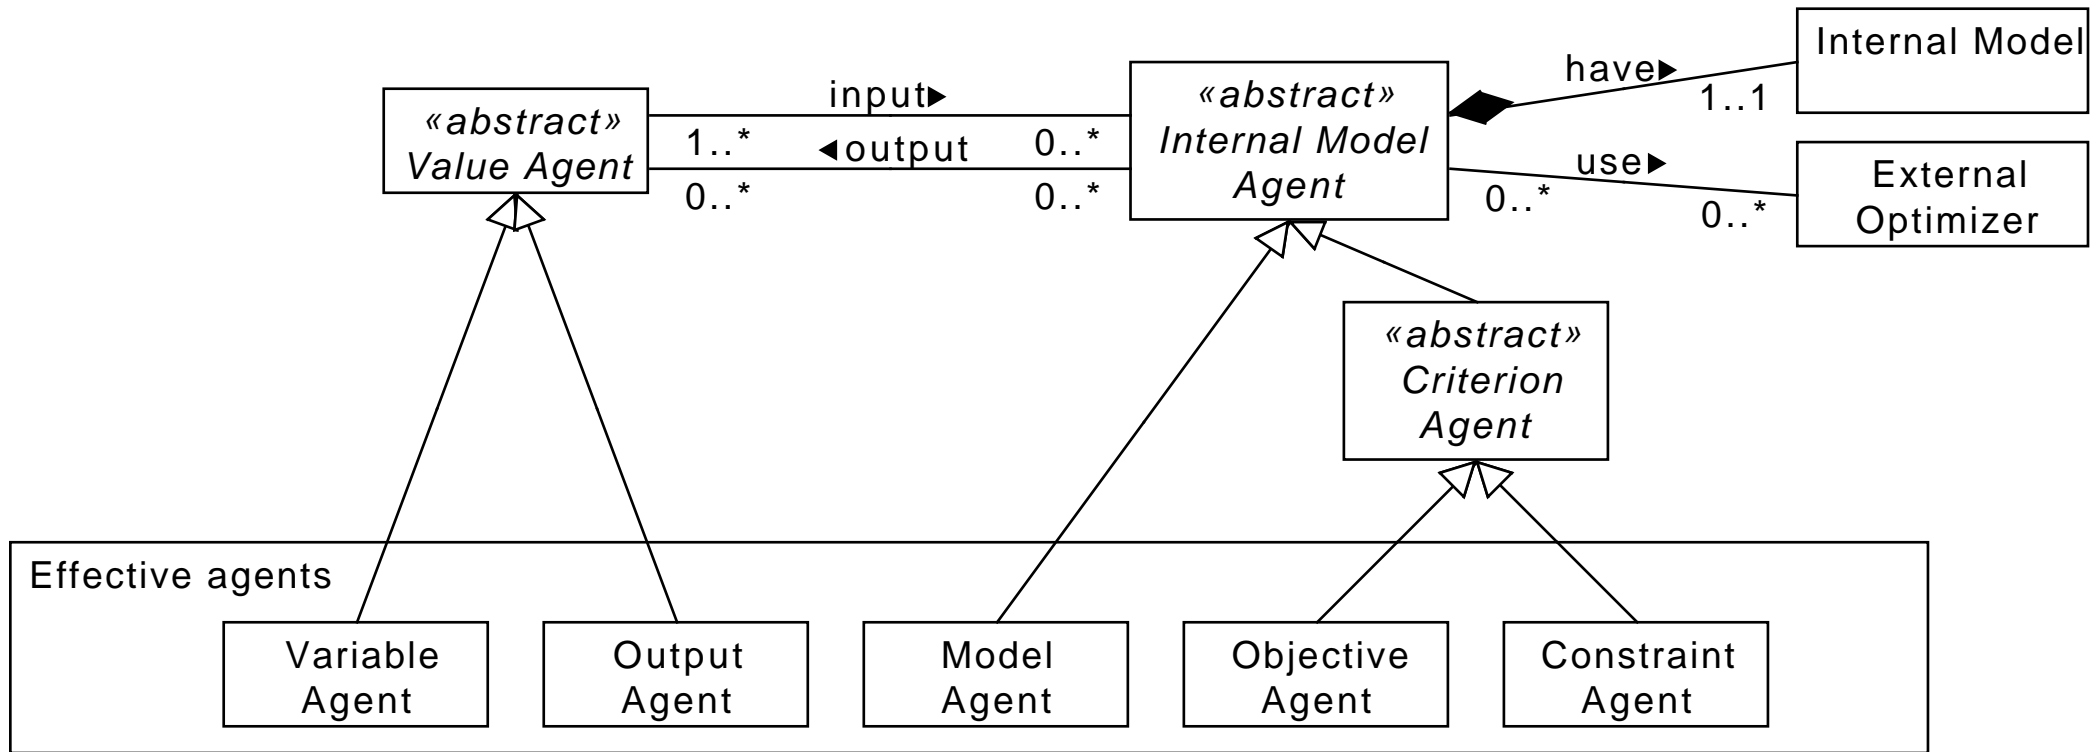 Internal Model
have▶
1..1
«abstract»
Value Agent
input▶
1..*
0..*
◀output
0..*
0..*
«abstract»
Internal Model
Agent
use▶
0..*
0..*
External
Optimizer
«abstract»
Criterion
Agent
Effective agents
Variable
Agent
Output
Agent
Model
Agent
Objective
Agent
Constraint
Agent